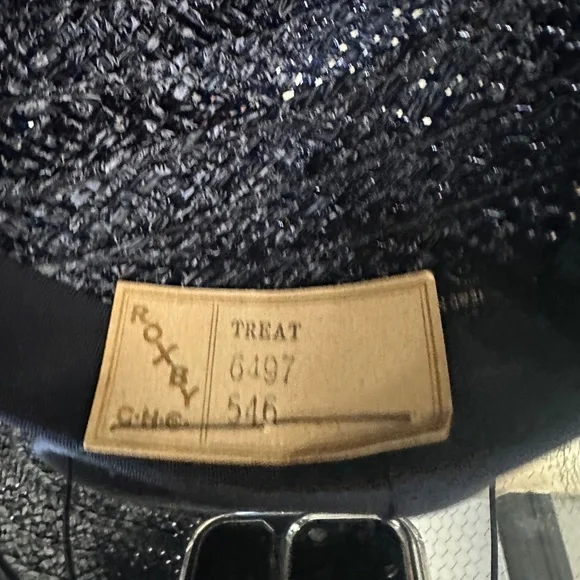 ROXBY
C.H.C.
TREAT
6497
546